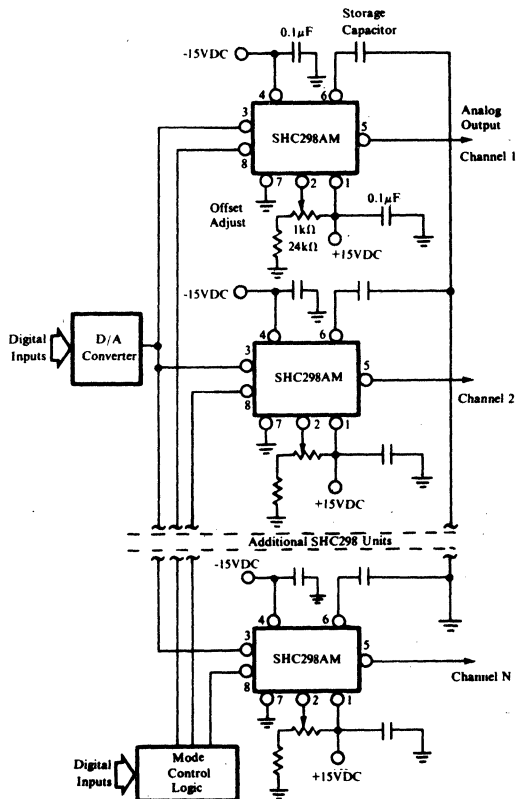 Storage
Capacitor
0.1μF
-15VDC
4
6
3
8
SHC298AM
5
Analog
Output
Channel 1
7
2
1
Offset
Adjust
1kΩ
24kΩ
0.1μF
+15VDC
-15VDC
4
6
Digital
Inputs
D/A
Converter
3
8
SHC298AM
5
Channel 2
7
2
1
+15VDC
Additional SHC298 Units
-15VDC
4
6
3
8
SHC298AM
5
Channel N
7
2
1
Digital
Inputs
Mode
Control
Logic
+15VDC